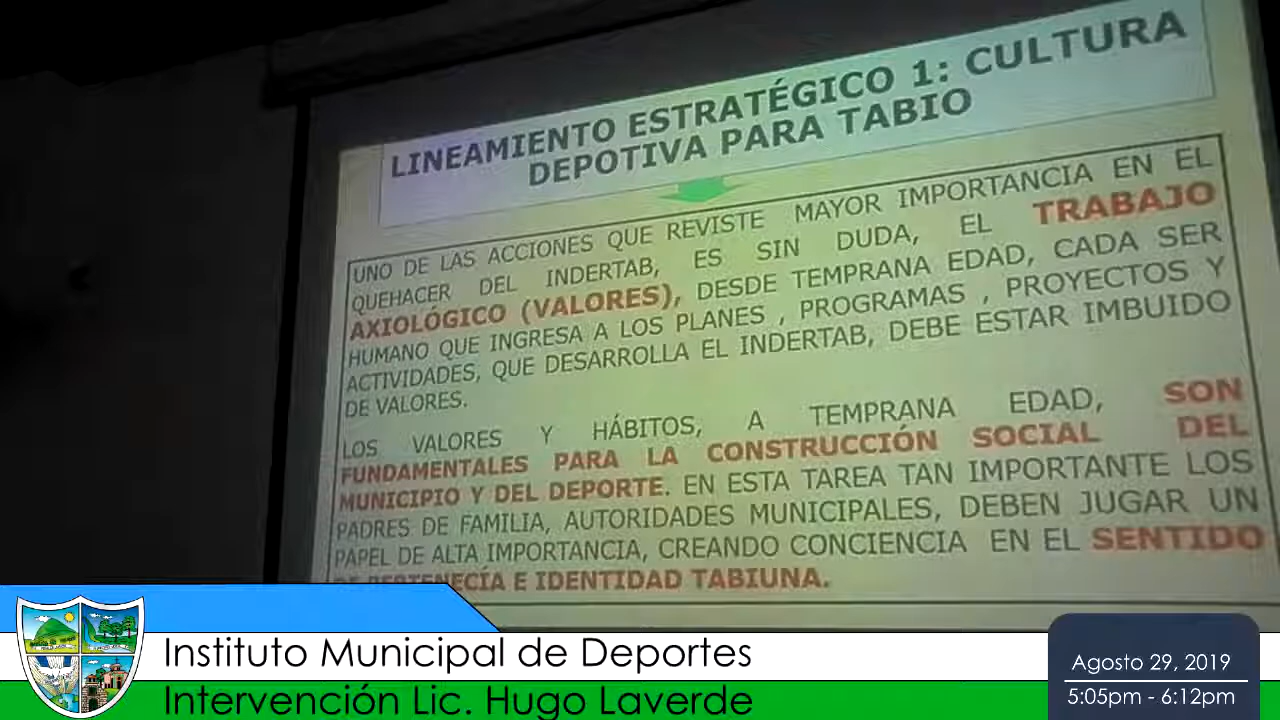 LINEAMIENTO ESTRATÉGICO 1: CULTURA
DEPOTIVA PARA TABIO
UNO DE LAS ACCIONES QUE REVISTE MAYOR IMPORTANCIA EN EL
QUEHACER DEL INDERTAB, ES SIN DUDA, EL TRABAJO
AXIOLÓGICO (VALORES), DESDE TEMPRANA EDAD, CADA SER
HUMANO QUE INGRESA A LOS PLANES , PROGRAMAS , PROYECTOS Y
ACTIVIDADES, QUE DESARROLLA EL INDERTAB, DEBE ESTAR IMBUIDO
DE VALORES.
LOS VALORES Y HÁBITOS, A TEMPRANA EDAD, SON
FUNDAMENTALES PARA LA CONSTRUCCIÓN SOCIAL DEL
MUNICIPIO Y DEL DEPORTE. EN ESTA TAREA TAN IMPORTANTE LOS
PADRES DE FAMILIA, AUTORIDADES MUNICIPALES, DEBEN JUGAR UN
PAPEL DE ALTA IMPORTANCIA, CREANDO CONCIENCIA EN EL SENTIDO
DE PERTENECÍA E IDENTIDAD TABIUNA.
Instituto Municipal de Deportes
Intervención Lic. Hugo Laverde
Agosto 29, 2019
5:05pm - 6:12pm